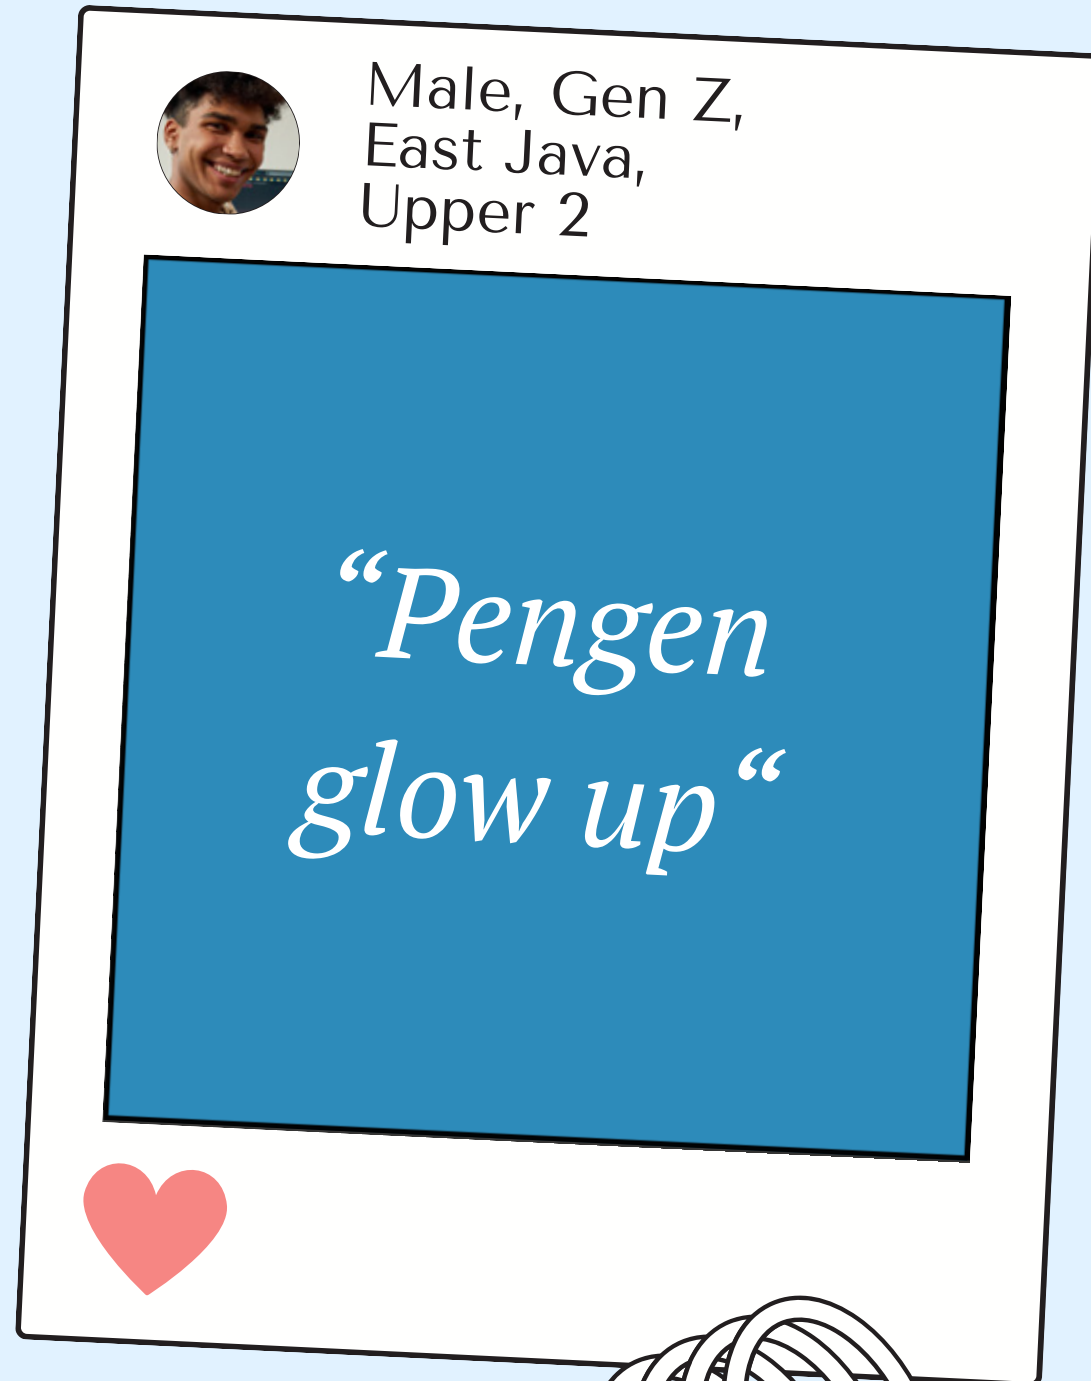 Male, Gen Z,
East Java,
Upper 2
“Pengen
glow up“